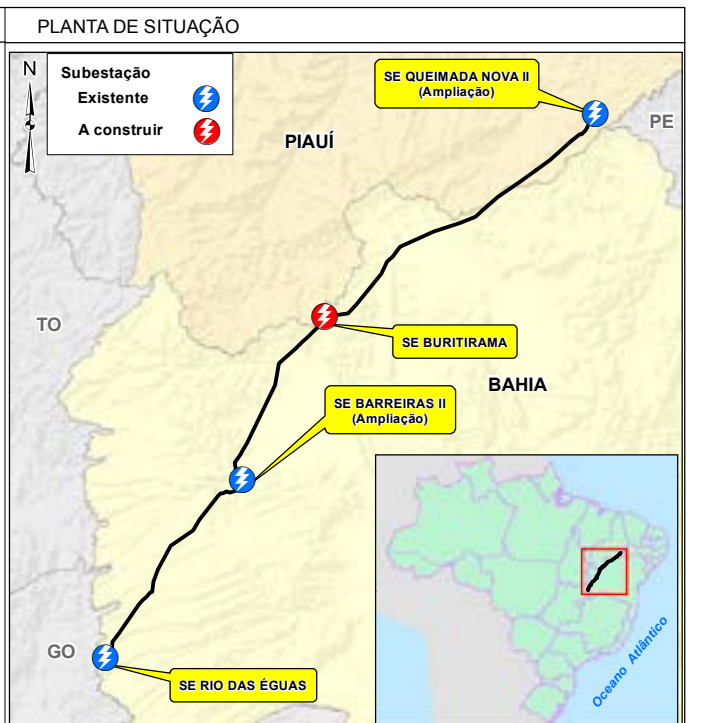 PLANTA DE SITUAÇÃO
N
Subestação
Existente
A construir
SE QUEIMADA NOVA II
(Ampliação)
PE
PIAUÍ
TO
SE BURITIRAMA
BAHIA
SE BARREIRAS II
(Ampliação)
GO
SE RIO DAS ÉGUAS
Oceano Atlântico